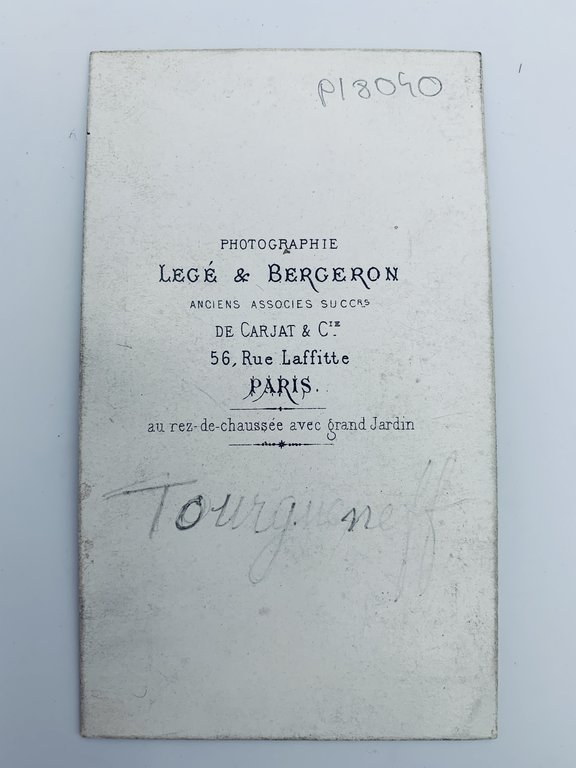 P18040
PHOTOGRAPHIE
LEGÉ & BERGERON
ANCIENS ASSOCIES SUCCRS
DE CARJAT & CIE
56, Rue Laffitte
PARIS.
au rez-de-chaussée avec grand Jardin
Tourgueneff